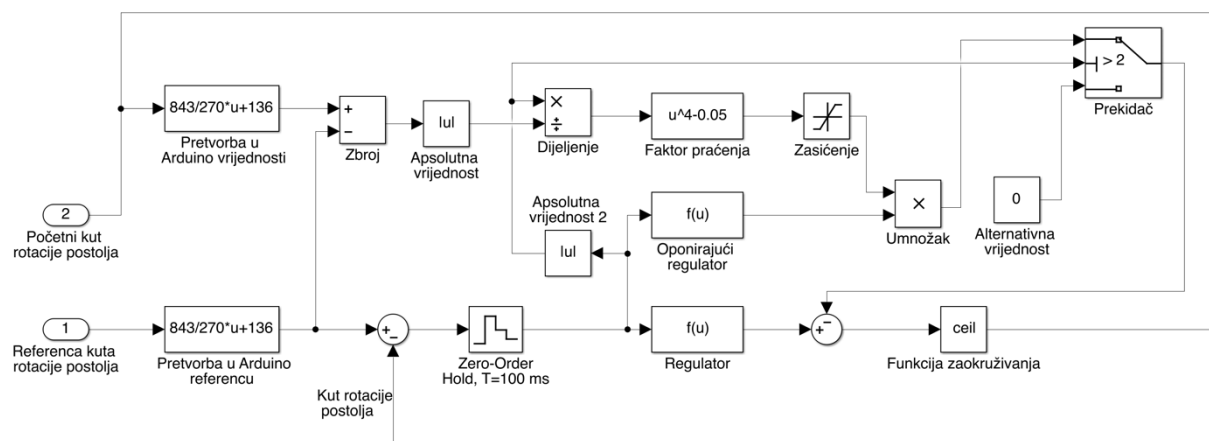 843/270*u+136
Pretvorba u
Arduino vrijednosti
+
−
Zbroj
|u|
Apsolutna
vrijednost
×
÷
Dijeljenje
u^4-0.05
Faktor praćenja
Zasićenje
> 2
Prekidač
2
Početni kut
rotacije postolja
Apsolutna
vrijednost 2
|u|
f(u)
Oponirajući
regulator
×
Umnožak
0
Alternativna
vrijednost
1
Referenca kuta
rotacije postolja
843/270*u+136
Pretvorba u Arduino
referencu
+
−
Kut rotacije
postolja
Zero-Order
Hold, T=100 ms
f(u)
Regulator
+
−
ceil
Funkcija zaokruživanja